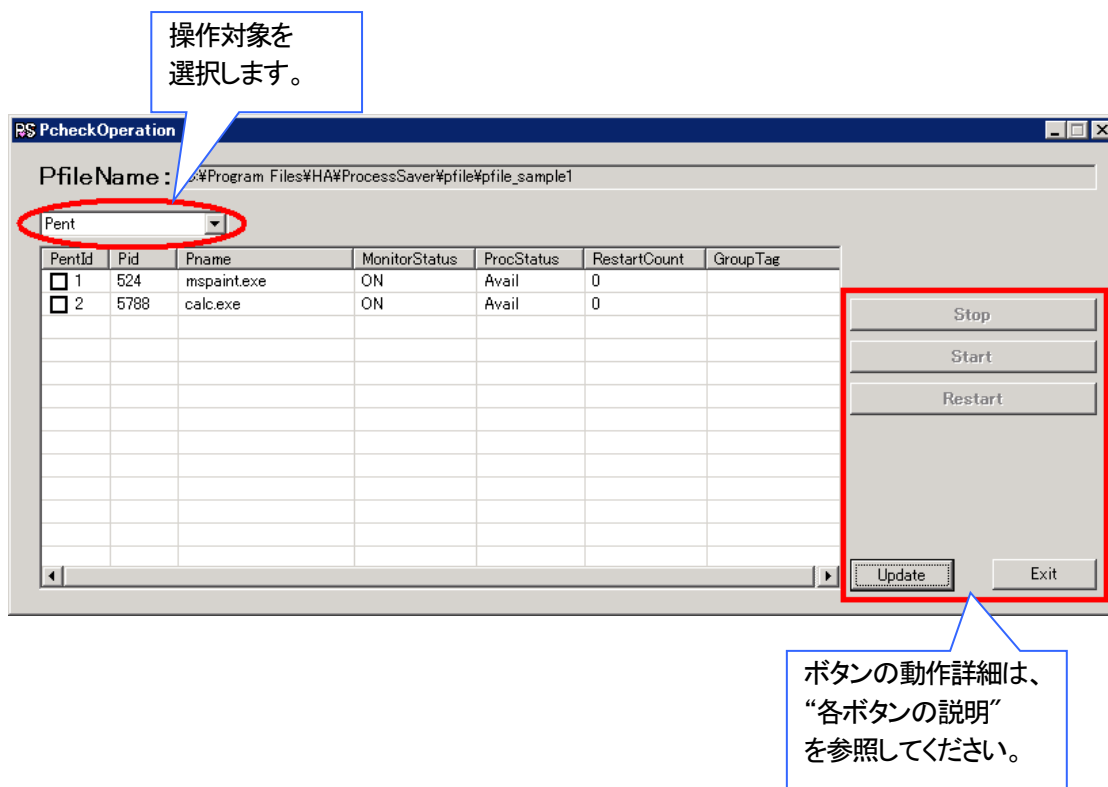 操作対象を
選択します。
PS PcheckOperation
PfileName: :¥Program Files¥HA¥ProcessSaver¥pfile¥pfile_sample1
Pent
PentId Pid Pname MonitorStatus ProcStatus RestartCount GroupTag
1 524 mspaint.exe ON Avail 0
2 5788 calc.exe ON Avail 0
Stop
Start
Restart
Update Exit
ボタンの動作詳細は、
“各ボタンの説明”
を参照してください。